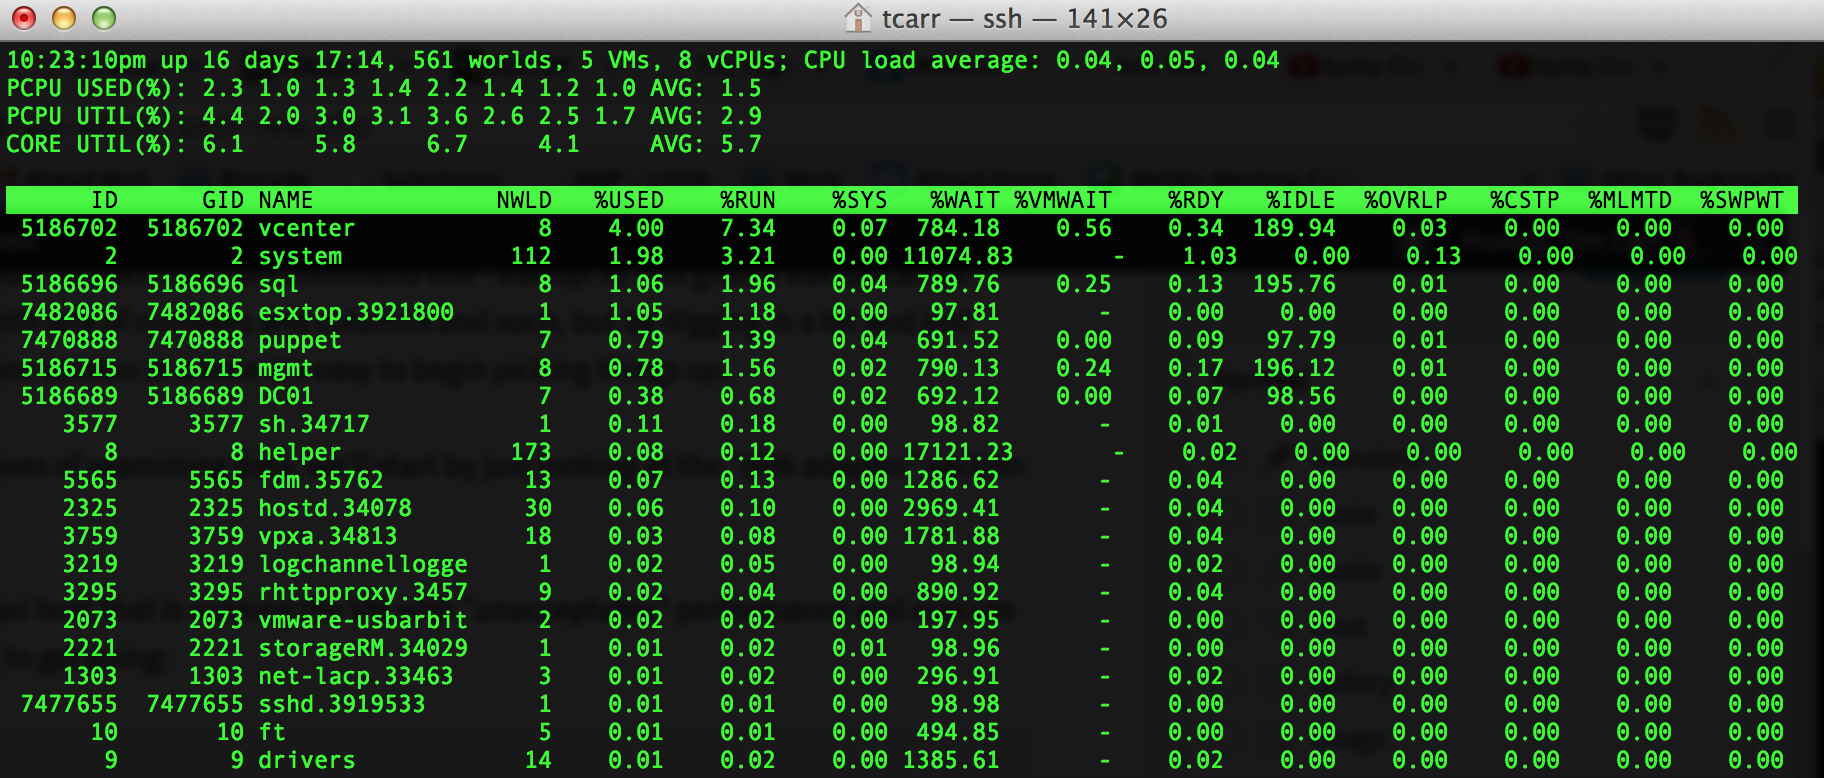 tcarr — ssh — 141×26
10:23:10pm up 16 days 17:14, 561 worlds, 5 VMs, 8 vCPUs; CPU load average: 0.04, 0.05, 0.04
PCPU USED(%): 2.3 1.0 1.3 1.4 2.2 1.4 1.2 1.0 AVG: 1.5
PCPU UTIL(%): 4.4 2.0 3.0 3.1 3.6 2.6 2.5 1.7 AVG: 2.9
CORE UTIL(%): 6.1 5.8 6.7 4.1 AVG: 5.7
ID GID NAME NWLD %USED %RUN %SYS %WAIT %VMWAIT %RDY %IDLE %OVRLP %CSTP %MLMTD %SWPWT
5186702 5186702 vcenter 8 4.00 7.34 0.07 784.18 0.56 0.34 189.94 0.03 0.00 0.00 0.00
2 2 system 112 1.98 3.21 0.00 11074.83 - 1.03 0.00 0.13 0.00 0.00 0.00
5186696 5186696 sql 8 1.06 1.96 0.04 789.76 0.25 0.13 195.76 0.01 0.00 0.00 0.00
7482086 7482086 esxtop.3921800 1 1.05 1.18 0.00 97.81 - 0.00 0.00 0.00 0.00 0.00 0.00
7470888 7470888 puppet 7 0.79 1.39 0.04 691.52 0.00 0.09 97.79 0.01 0.00 0.00 0.00
5186715 5186715 mgmt 8 0.78 1.56 0.02 790.13 0.24 0.17 196.12 0.01 0.00 0.00 0.00
5186689 5186689 DC01 7 0.38 0.68 0.02 692.12 0.00 0.07 98.56 0.00 0.00 0.00 0.00
3577 3577 sh.34717 1 0.11 0.18 0.00 98.82 - 0.01 0.00 0.00 0.00 0.00 0.00
8 8 helper 173 0.08 0.12 0.00 17121.23 - 0.02 0.00 0.00 0.00 0.00 0.00
5565 5565 fdm.35762 13 0.07 0.13 0.00 1286.62 - 0.04 0.00 0.00 0.00 0.00 0.00
2325 2325 hostd.34078 30 0.06 0.10 0.00 2969.41 - 0.04 0.00 0.00 0.00 0.00 0.00
3759 3759 vpxa.34813 18 0.03 0.08 0.00 1781.88 - 0.04 0.00 0.00 0.00 0.00 0.00
3219 3219 logchannellogge 1 0.02 0.05 0.00 98.94 - 0.02 0.00 0.00 0.00 0.00 0.00
3295 3295 rhttpproxy.3457 9 0.02 0.04 0.00 890.92 - 0.04 0.00 0.00 0.00 0.00 0.00
2073 2073 vmware-usbarbit 2 0.02 0.02 0.00 197.95 - 0.00 0.00 0.00 0.00 0.00 0.00
2221 2221 storageRM.34029 1 0.01 0.02 0.01 98.96 - 0.00 0.00 0.00 0.00 0.00 0.00
1303 1303 net-lacp.33463 3 0.01 0.02 0.00 296.91 - 0.02 0.00 0.00 0.00 0.00 0.00
7477655 7477655 sshd.3919533 1 0.01 0.01 0.00 98.98 - 0.00 0.00 0.00 0.00 0.00 0.00
10 10 ft 5 0.01 0.01 0.00 494.85 - 0.00 0.00 0.00 0.00 0.00 0.00
9 9 drivers 14 0.01 0.02 0.00 1385.61 - 0.02 0.00 0.00 0.00 0.00 0.00